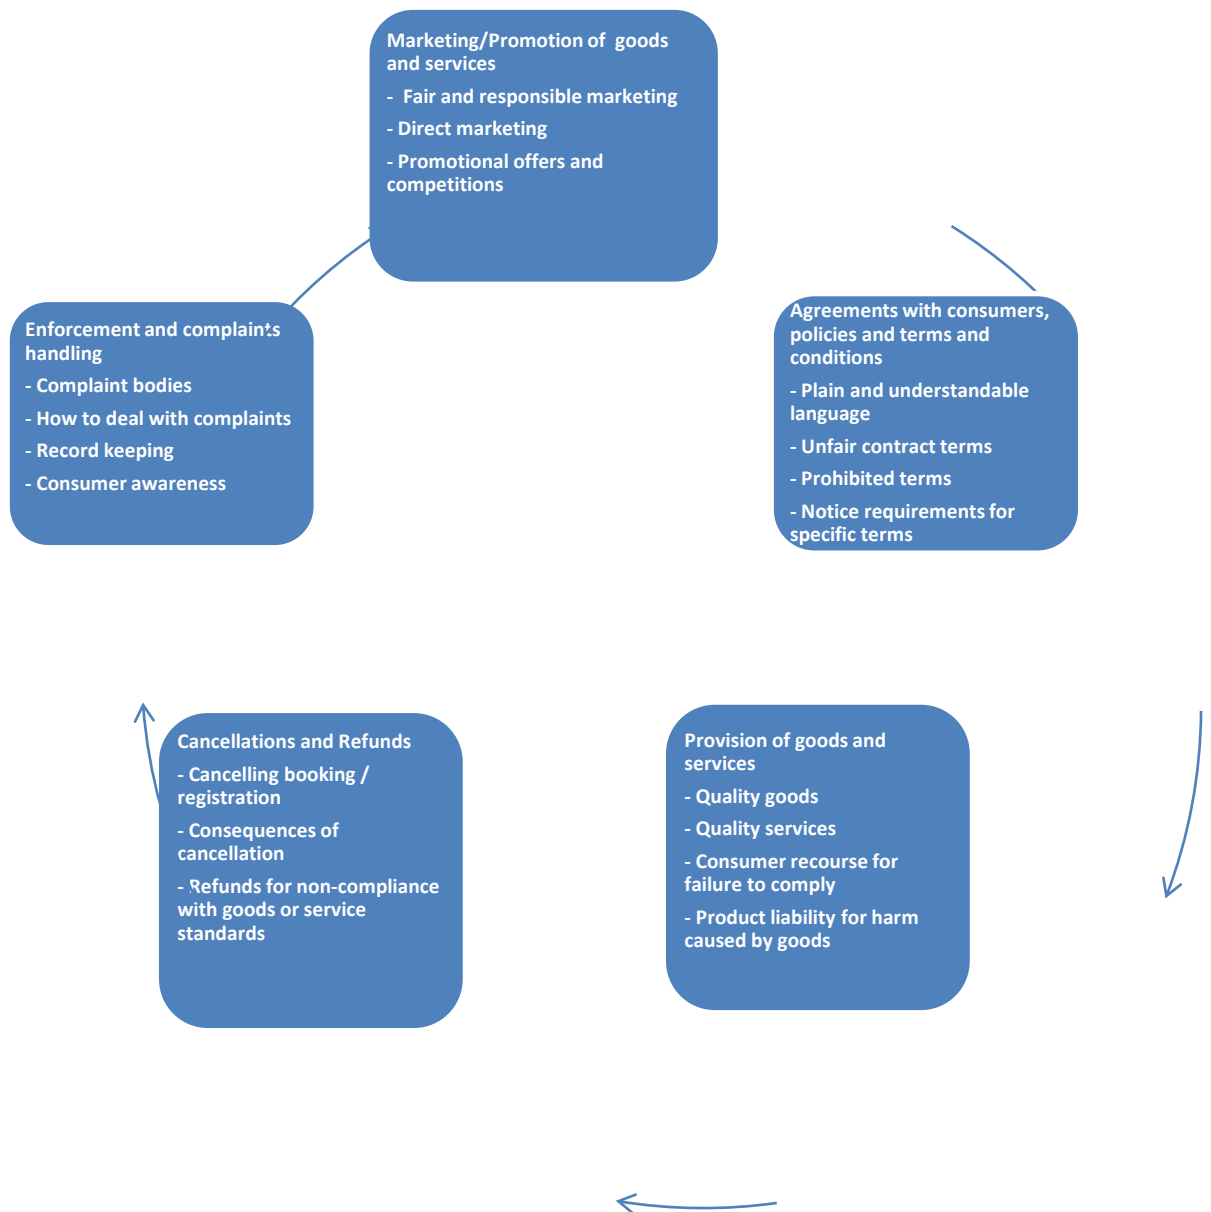 Marketing/Promotion of goods
and services
- Fair and responsible marketing
- Direct marketing
- Promotional offers and
competitions
Agreements with consumers,
policies and terms and
conditions
- Plain and understandable
language
- Unfair contract terms
- Prohibited terms
- Notice requirements for
specific terms
Provision of goods and
services
- Quality goods
- Quality services
- Consumer recourse for
failure to comply
- Product liability for harm
caused by goods
Cancellations and Refunds
- Cancelling booking /
registration
- Consequences of
cancellation
- Refunds for non-compliance
with goods or service
standards
Enforcement and complaints
handling
- Complaint bodies
- How to deal with complaints
- Record keeping
- Consumer awareness